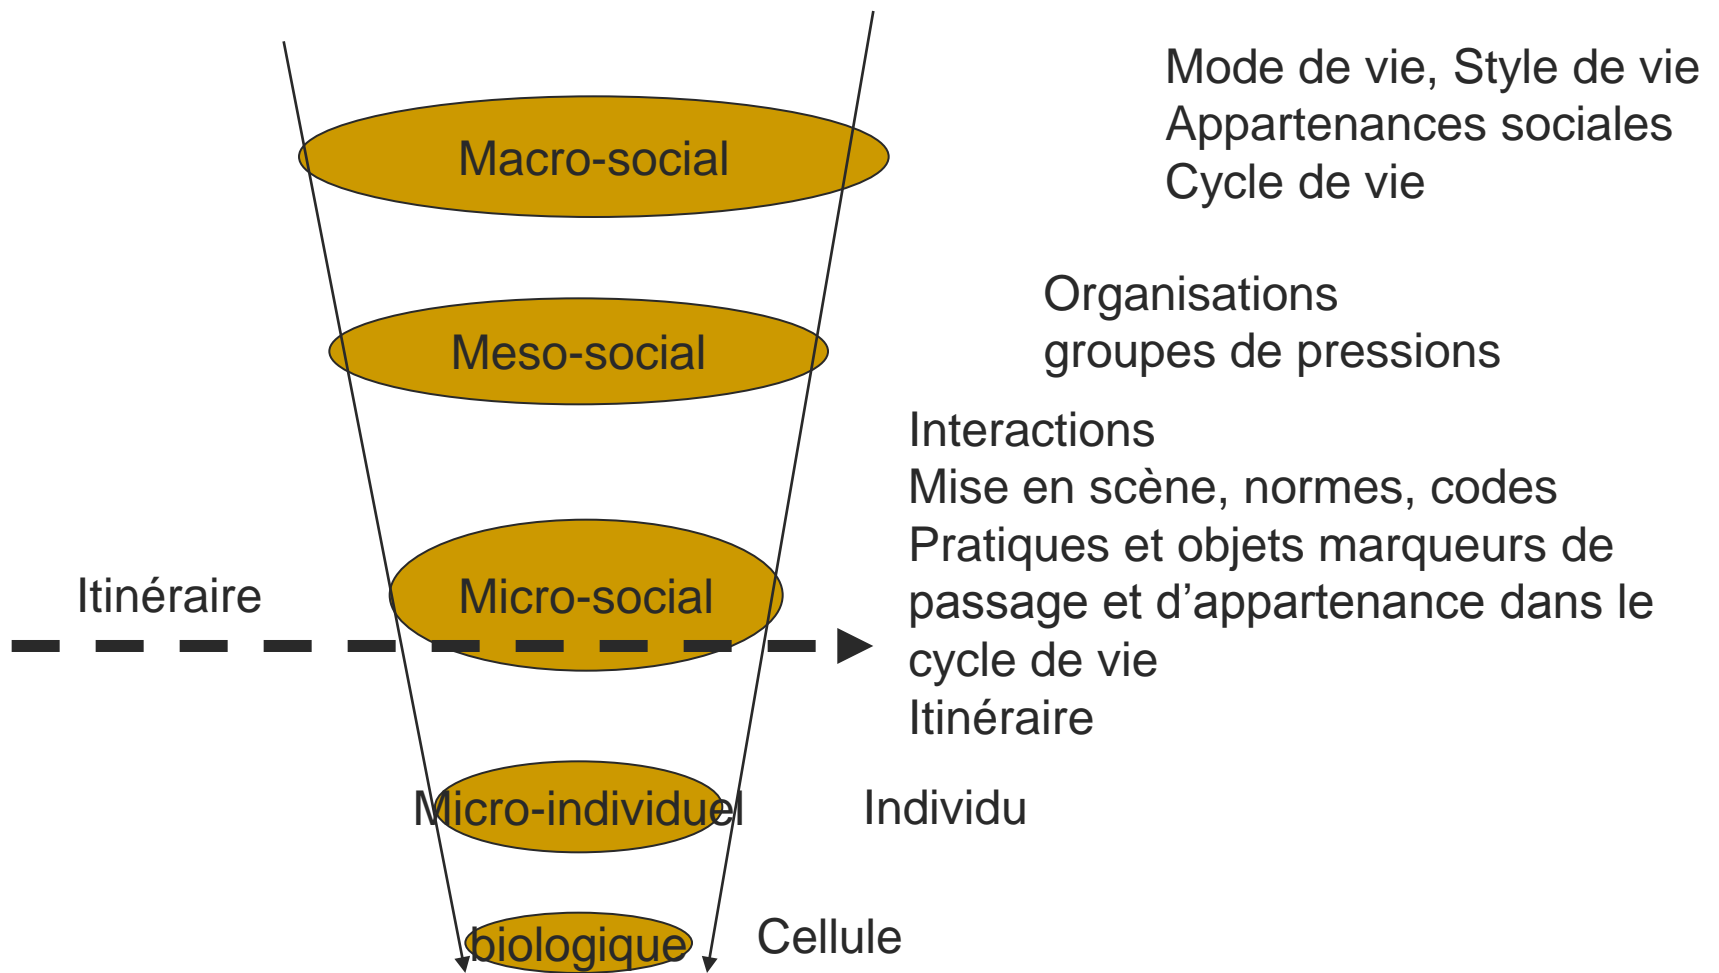 Mode de vie, Style de vie
Appartenances sociales
Cycle de vie
Macro-social
Organisations
groupes de pressions
Meso-social
Interactions
Mise en scène, normes, codes
Pratiques et objets marqueurs de
passage et d’appartenance dans le
cycle de vie
Itinéraire
Itinéraire
Micro-social
Micro-individuel
Individu
biologique
Cellule